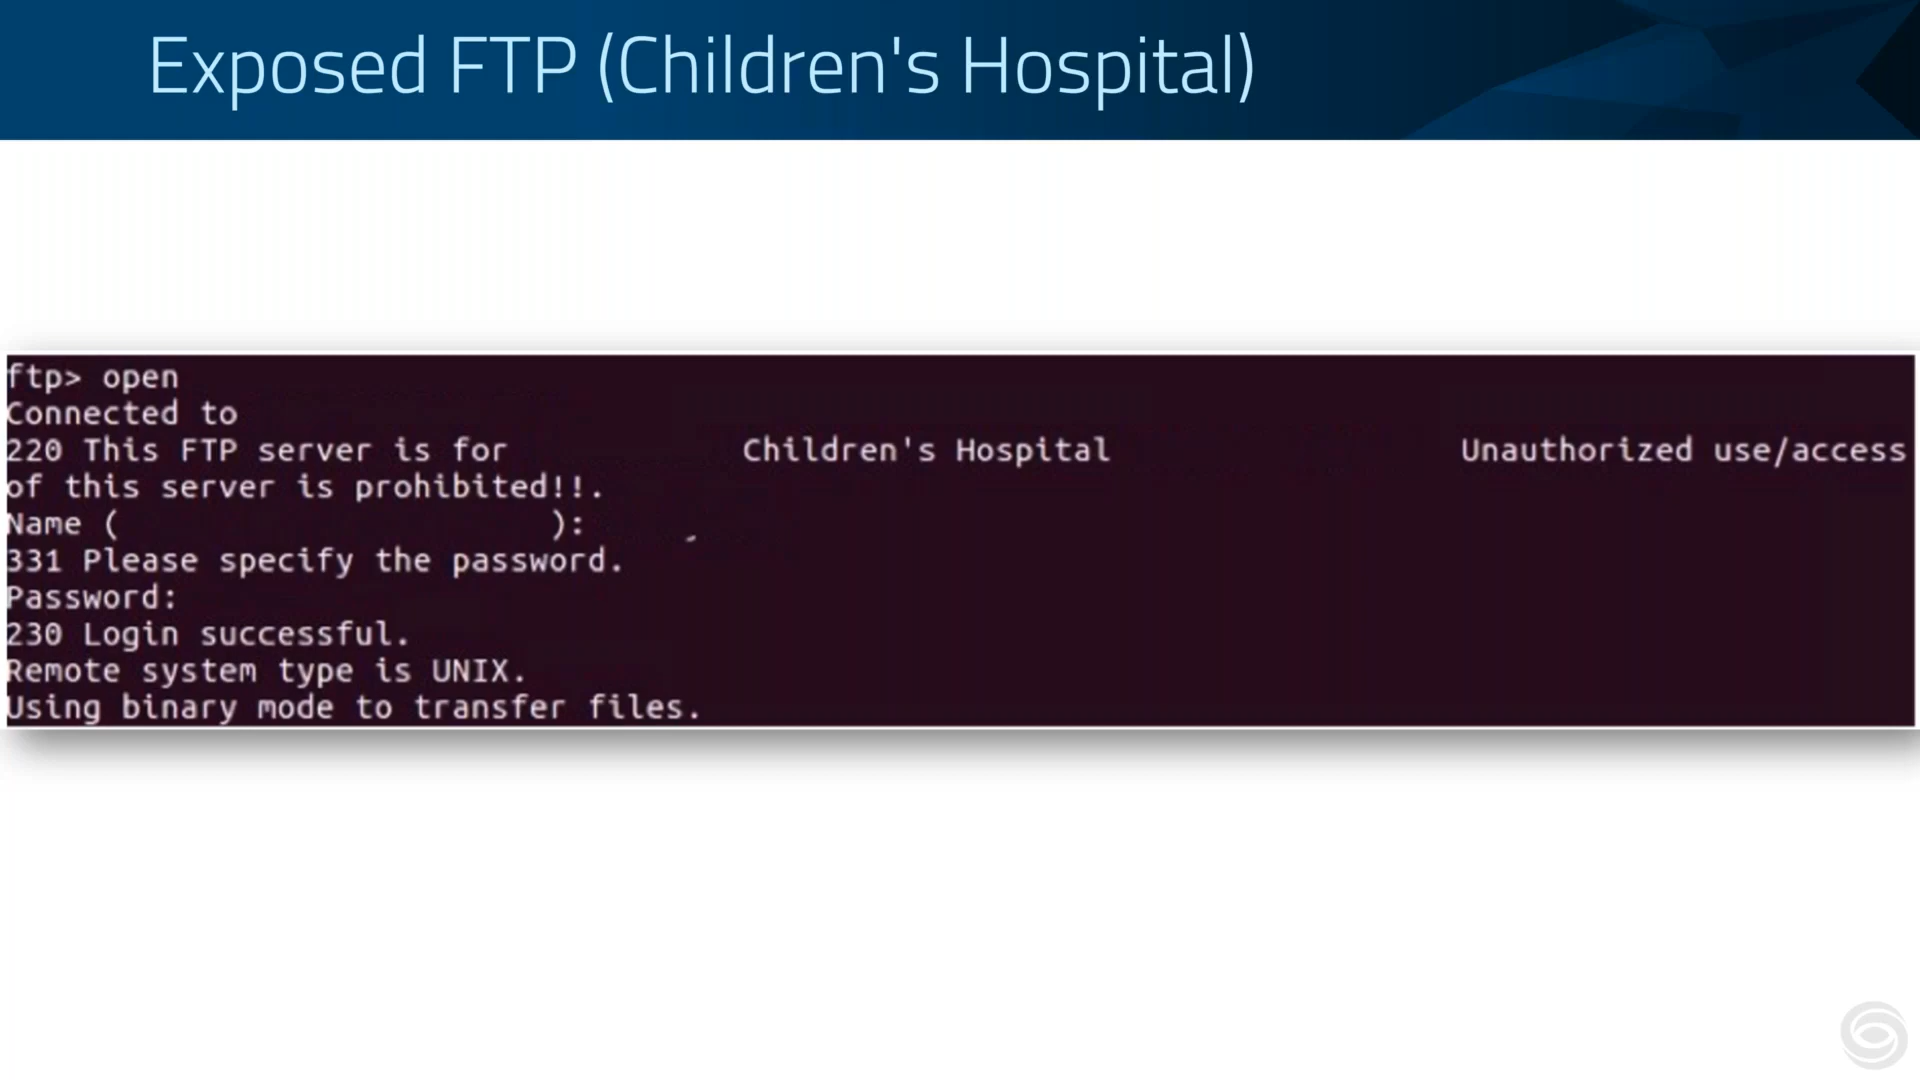 Exposed FTP (Children's Hospital)
ftp> open
Connected to
220 This FTP server is for Children's Hospital Unauthorized use/access
of this server is prohibited!!.
Name ( ):
331 Please specify the password.
Password:
230 Login successful.
Remote system type is UNIX.
Using binary mode to transfer files.